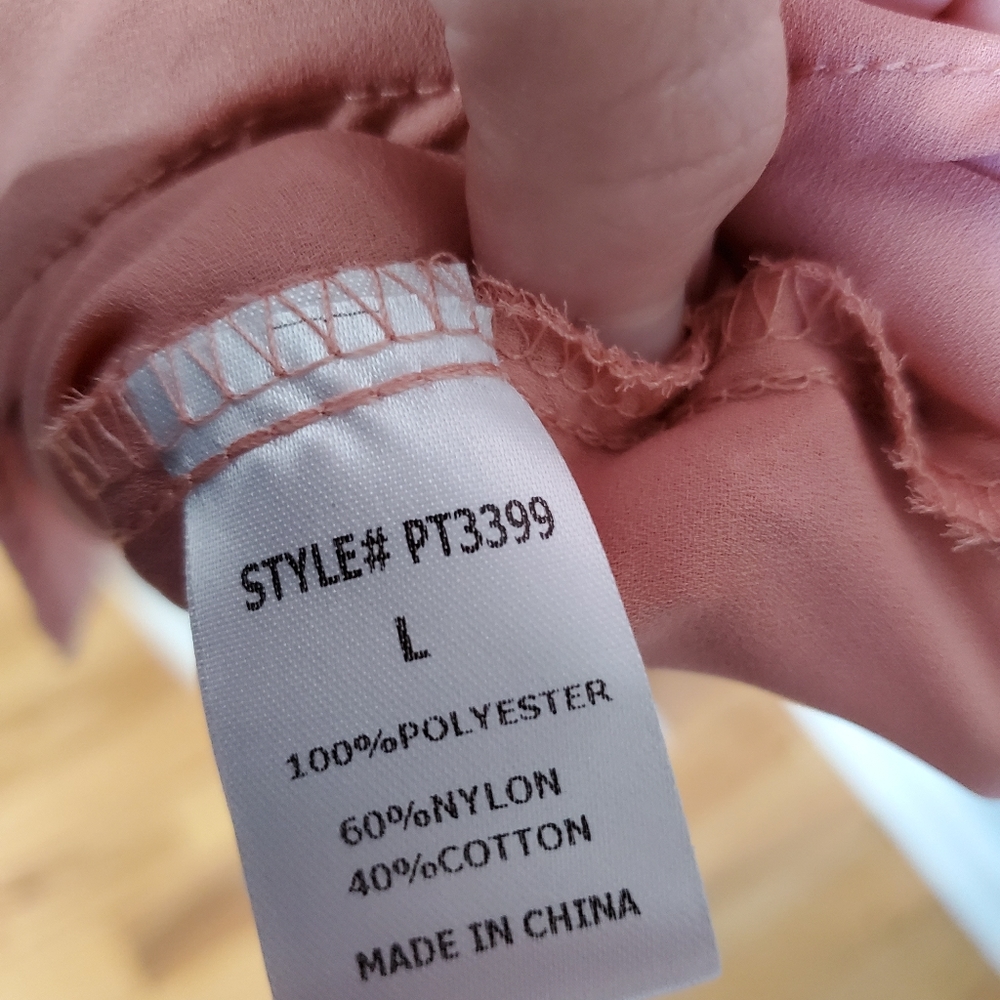 STYLE# PT3399
L
100%POLYESTER
60%NYLON
40%COTTON
MADE IN CHINA